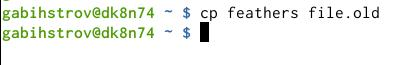 gabihstrov@dk8n74 ~ $ cp feathers file.old
gabihstrov@dk8n74 ~ $